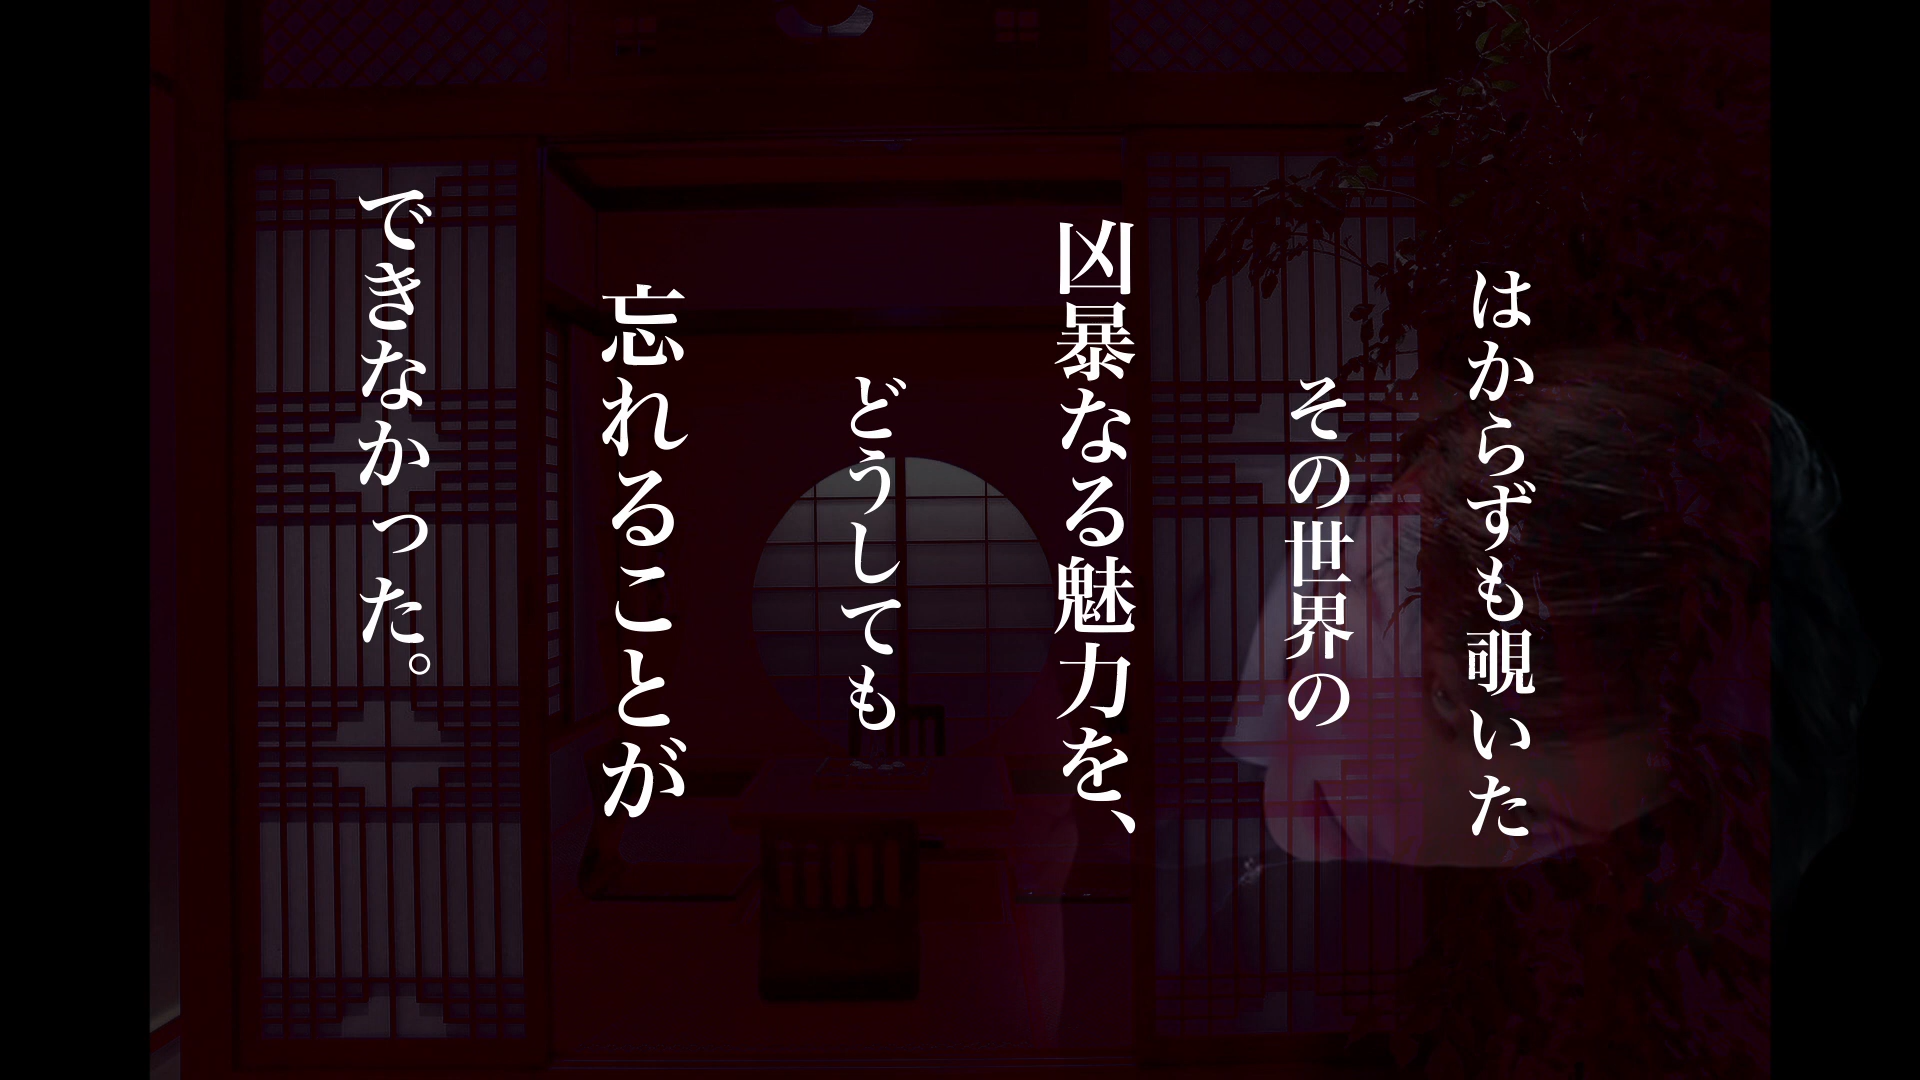 はからずも覗いた
その世界の
凶暴なる魅力を、
どうしても
忘れることが
できなかった。